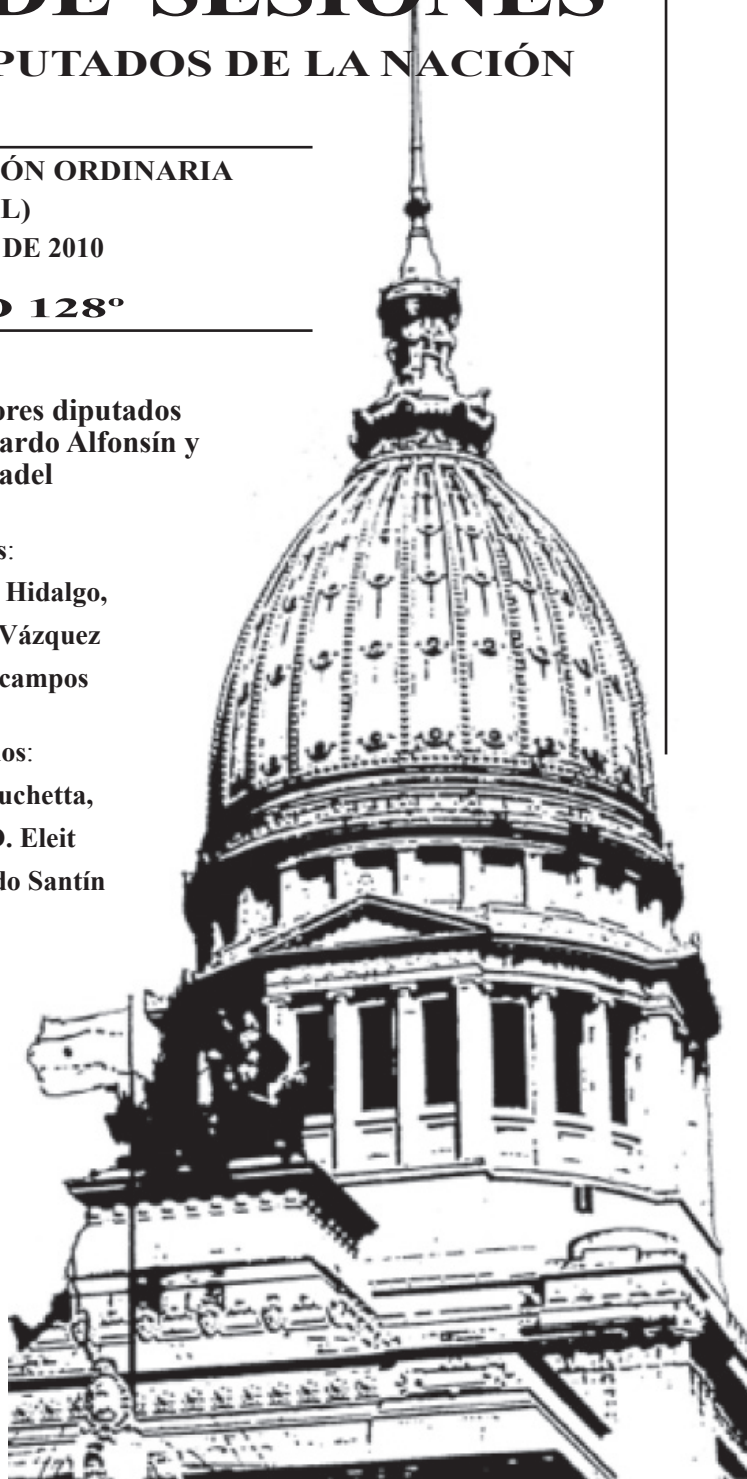 DE SESIONES
PUTADOS DE LA NACIÓN
ÓN ORDINARIA
L)
DE 2010
O 128º
ores diputados
ardo Alfonsín y
adel
s:
Hidalgo,
Vázquez
campos
os:
uchetta,
D. Eleit
do Santín